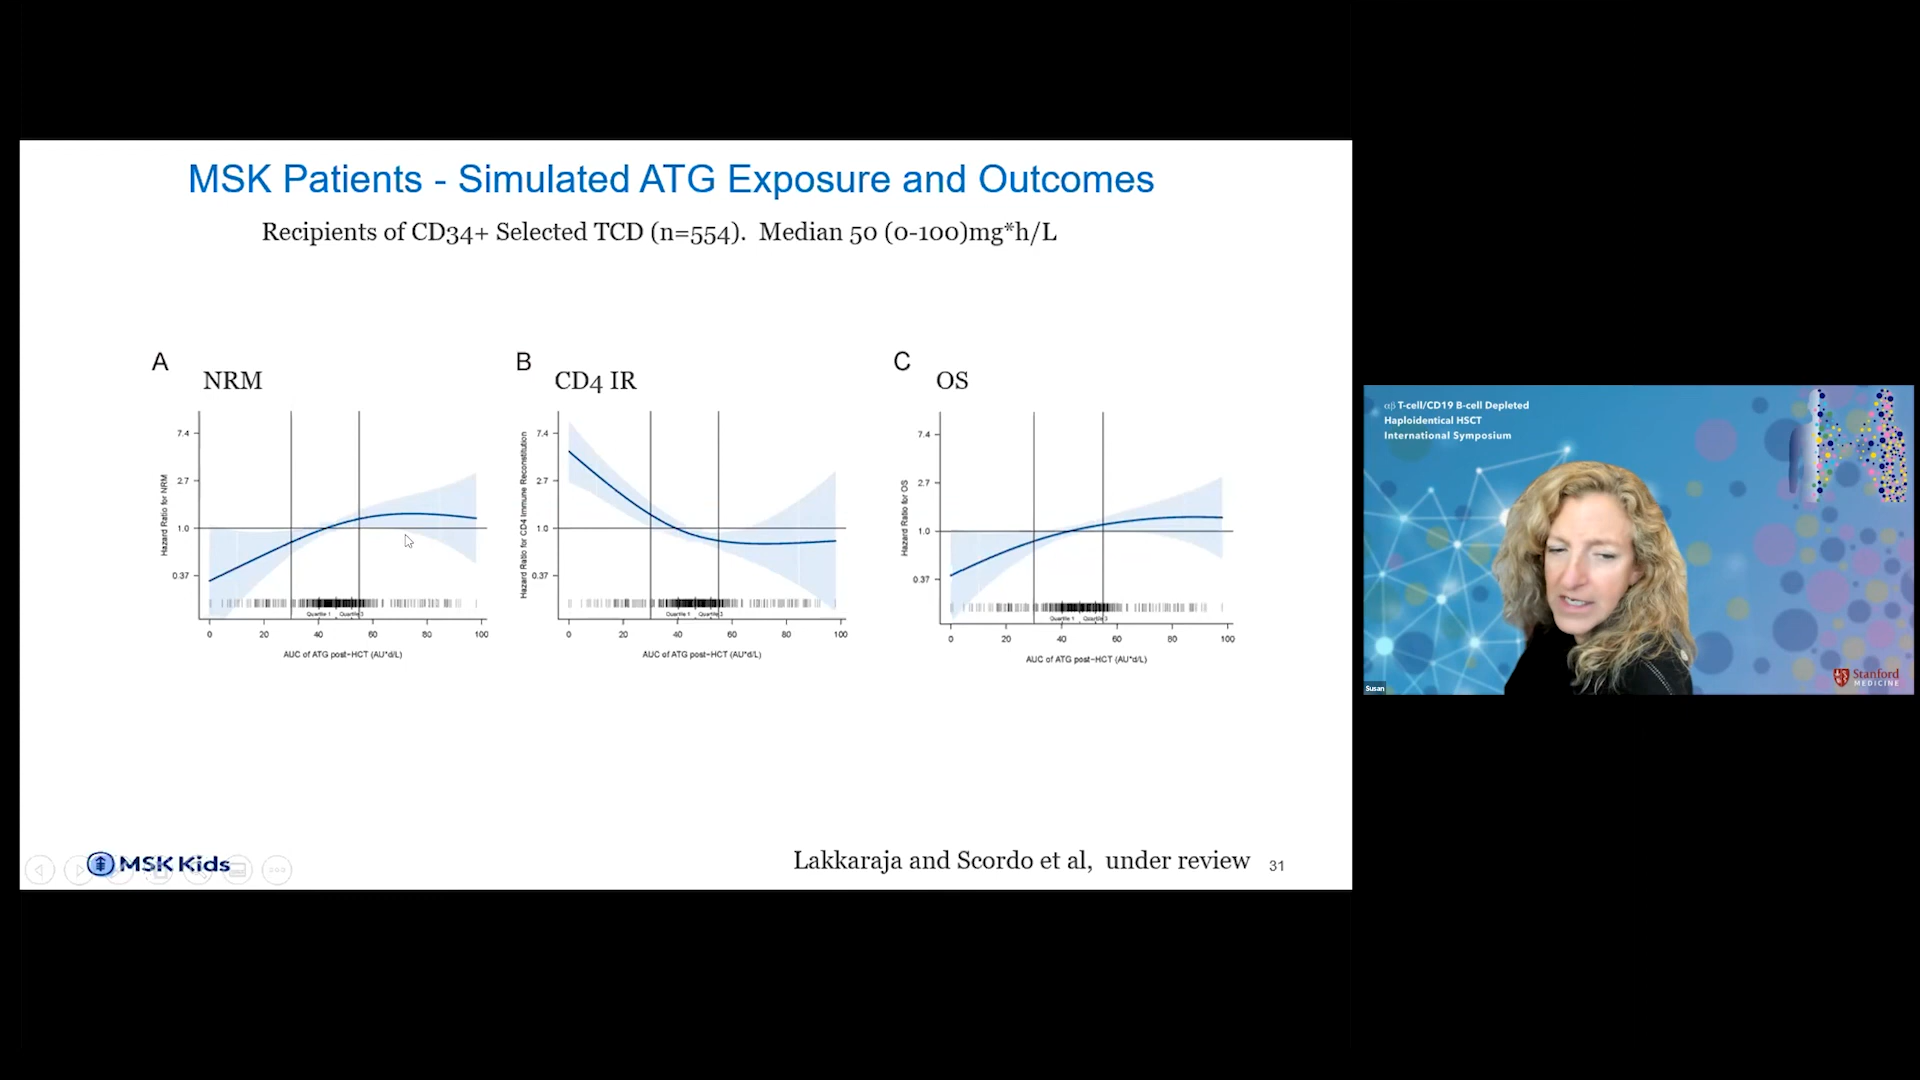 MSK Patients - Simulated ATG Exposure and Outcomes
Recipients of CD34+ Selected TCD (n=554).  Median 50 (0-100)mg*h/L
A
NRM
Hazard Ratio for NRM
7.4
2.7
1.0
0.37
Quartile 1
Quartile 3
0 20 40 60 80 100
AUC of ATG post-HCT (AU*d/L)
B
CD4 IR
Hazard Ratio for CD4 Immune Reconstitution
7.4
2.7
1.0
0.37
Quartile 1
Quartile 3
0 20 40 60 80 100
AUC of ATG post-HCT (AU*d/L)
C
OS
Hazard Ratio for OS
7.4
2.7
1.0
0.37
Quartile 1
Quartile 3
0 20 40 60 80 100
AUC of ATG post-HCT (AU*d/L)
MSK Kids
Lakkaraja and Scordo et al,  under review
31
αβ T-cell/CD19 B-cell Depleted
Haploidentical HSCT
International Symposium
Susan
Stanford
MEDICINE